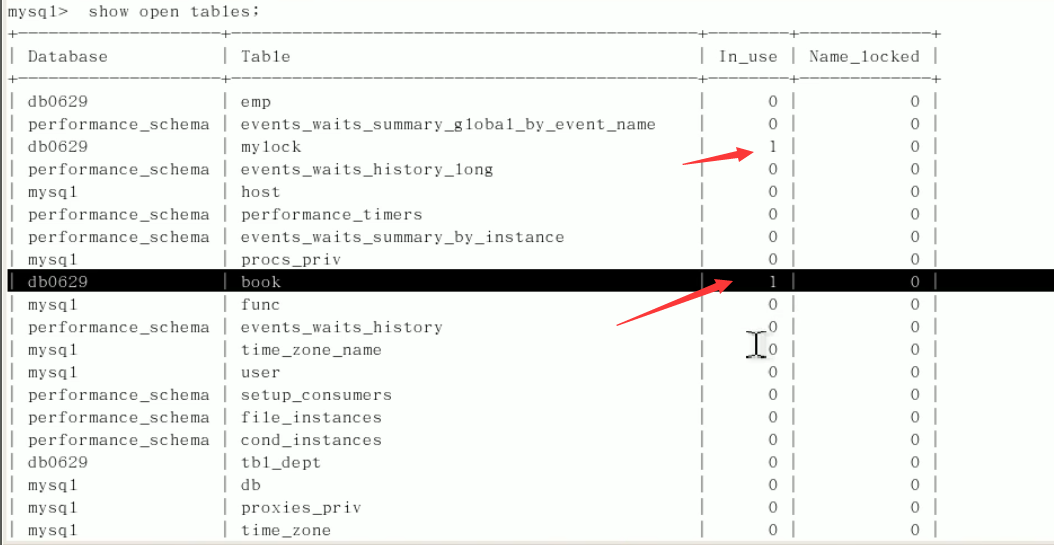 mysql>  show open tables;
+--------------------+----------------------------------------------+--------+-------------+
| Database           | Table                                        | In_use | Name_locked |
+--------------------+----------------------------------------------+--------+-------------+
| db0629             | emp                                          |      0 |           0 |
| performance_schema | events_waits_summary_global_by_event_name    |      0 |           0 |
| db0629             | mylock                                       |      1 |           0 |
| performance_schema | events_waits_history_long                    |      0 |           0 |
| mysql              | host                                         |      0 |           0 |
| performance_schema | performance_timers                           |      0 |           0 |
| performance_schema | events_waits_summary_by_instance             |      0 |           0 |
| mysql              | procs_priv                                   |      0 |           0 |
| db0629             | book                                         |      1 |           0 |
| mysql              | func                                         |      0 |           0 |
| performance_schema | events_waits_history                         |      0 |           0 |
| mysql              | time_zone_name                               |      0 |           0 |
| mysql              | user                                         |      0 |           0 |
| performance_schema | setup_consumers                              |      0 |           0 |
| performance_schema | file_instances                               |      0 |           0 |
| performance_schema | cond_instances                               |      0 |           0 |
| db0629             | tbl_dept                                     |      0 |           0 |
| mysql              | db                                           |      0 |           0 |
| mysql              | proxies_priv                                 |      0 |           0 |
| mysql              | time_zone                                    |      0 |           0 |